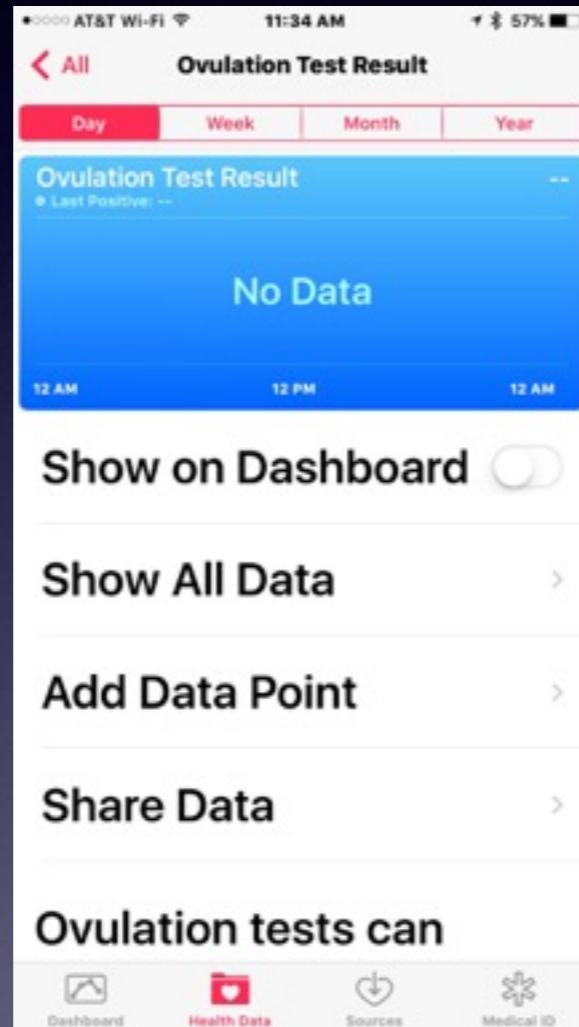 AT&T Wi-Fi 11:34 AM 57%
All Ovulation Test Result
Day Week Month Year
Ovulation Test Result --
Last Positive: --
No Data
12 AM 12 PM 12 AM
Show on Dashboard
Show All Data
Add Data Point
Share Data
Ovulation tests can
Dashboard Health Data Sources Medical ID